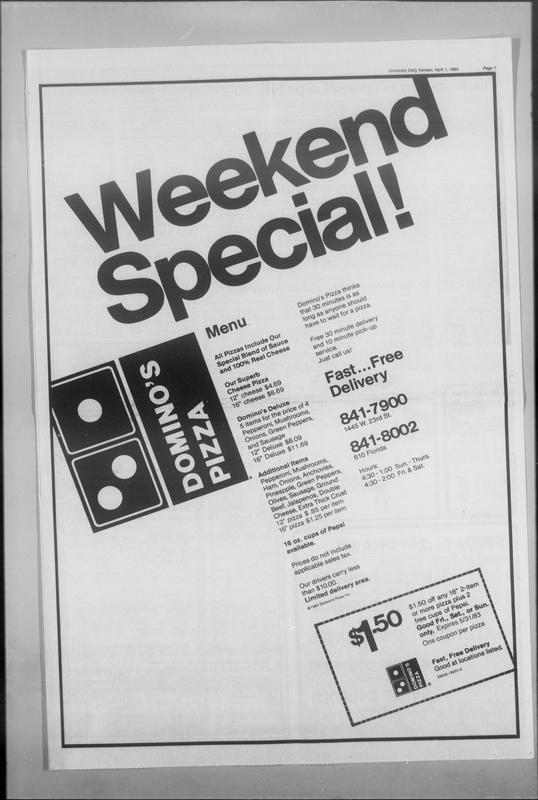 University Daily Kansan, April 1, 1983 Page 7
Weekend
Special!
DOMINO'S
PIZZA
Menu
All Pizzas Include Our
Special Blend of Sauce
and 100% Real Cheese
Our Superb
Cheese Pizza
12" cheese $4.69
16" cheese $6.69
Domino's Deluxe
5 items for the price of 4
Pepperoni, Mushrooms,
Onions, Green Peppers,
and Sausage
12" Deluxe $8.09
16" Deluxe $11.69
Additional Items
Pepperoni, Mushrooms,
Ham, Onions, Anchovies,
Pineapple, Green Peppers,
Olives, Sausage, Ground
Beef, Jalapenos, Double
Cheese, Extra Thick Crust
12" pizza $ .85 per item
16" pizza $1.25 per item
16 oz. cups of Pepsi
available.
Prices do not include
applicable sales tax.
Our drivers carry less
than $10.00.
Limited delivery area.
©1983 Domino's Pizza, Inc.
Domino's Pizza thinks
that 30 minutes is as
long as anyone should
have to wait for a pizza.
Free 30 minute delivery
and 10 minute pick-up
service.
Just call us!
Fast...Free
Delivery
841-7900
1445 W. 23rd St.
841-8002
610 Florida
Hours:
4:30 - 1:00 Sun. - Thurs.
4:30 - 2:00 Fri. & Sat.
$1.50
$1.50 off any 16" 2-item
or more pizza plus 2
free cups of Pepsi.
Good Fri., Sat., or Sun.
only. Expires 5/31/83
One coupon per pizza
Fast, Free Delivery
Good at locations listed.
DOMINO'S
PIZZA